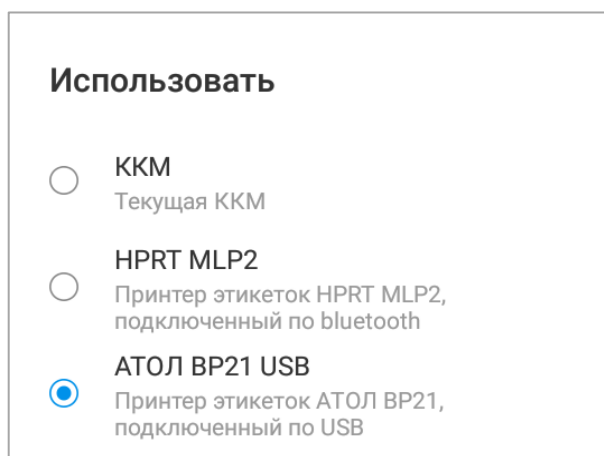 Использовать
ККМ
Текущая ККМ
HPRT MLP2
Принтер этикеток HPRT MLP2,
подключенный по bluetooth
АТОЛ BP21 USB
Принтер этикеток АТОЛ BP21,
подключенный по USB